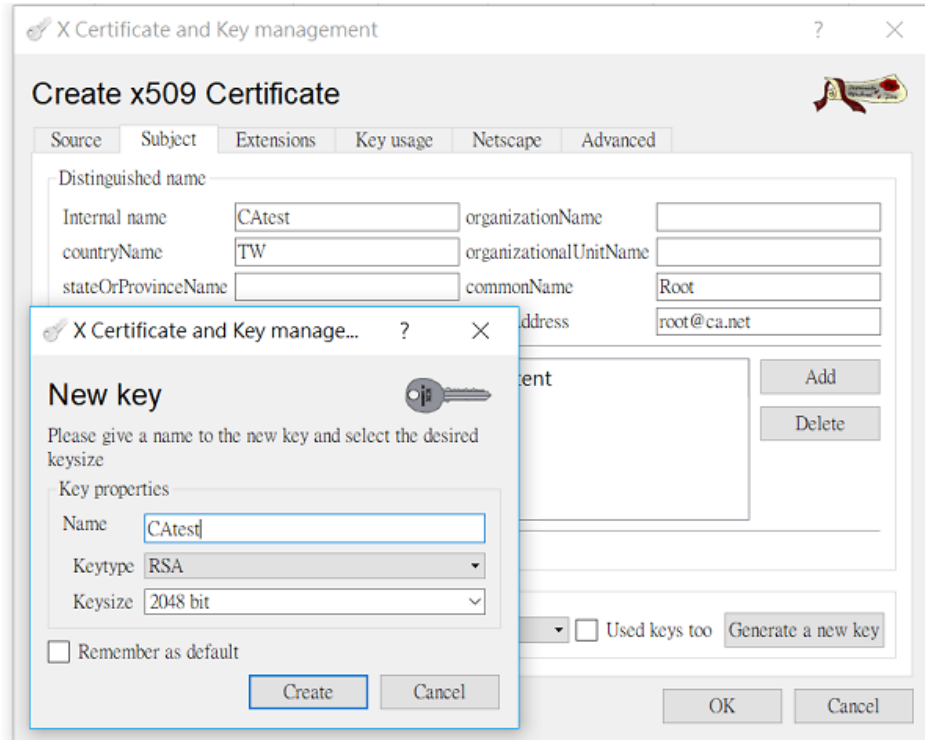 X Certificate and Key management
Create x509 Certificate
Source Subject Extensions Key usage Netscape Advanced
Distinguished name
Internal name CAtest organizationName
countryName TW organizationalUnitName
stateOrProvinceName commonName Root
root@ca.net
Add
Delete
Used keys too Generate a new key
OK Cancel
X Certificate and Key manage...
New key
Please give a name to the new key and select the desired
keysize
Key properties
Name CAtest
Keytype RSA
Keysize 2048 bit
Remember as default
Create Cancel